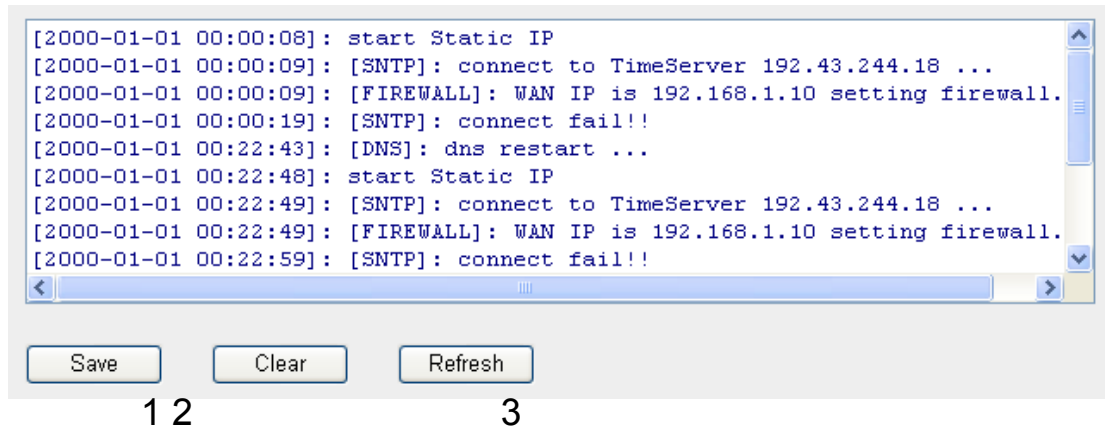 [2000-01-01 00:00:08]: start Static IP
[2000-01-01 00:00:09]: [SNTP]: connect to TimeServer 192.43.244.18 ...
[2000-01-01 00:00:09]: [FIREWALL]: WAN IP is 192.168.1.10 setting firewall.
[2000-01-01 00:00:19]: [SNTP]: connect fail!!
[2000-01-01 00:22:43]: [DNS]: dns restart ...
[2000-01-01 00:22:48]: start Static IP
[2000-01-01 00:22:49]: [SNTP]: connect to TimeServer 192.43.244.18 ...
[2000-01-01 00:22:49]: [FIREWALL]: WAN IP is 192.168.1.10 setting firewall.
[2000-01-01 00:22:59]: [SNTP]: connect fail!!
Save Clear Refresh
1 2 3